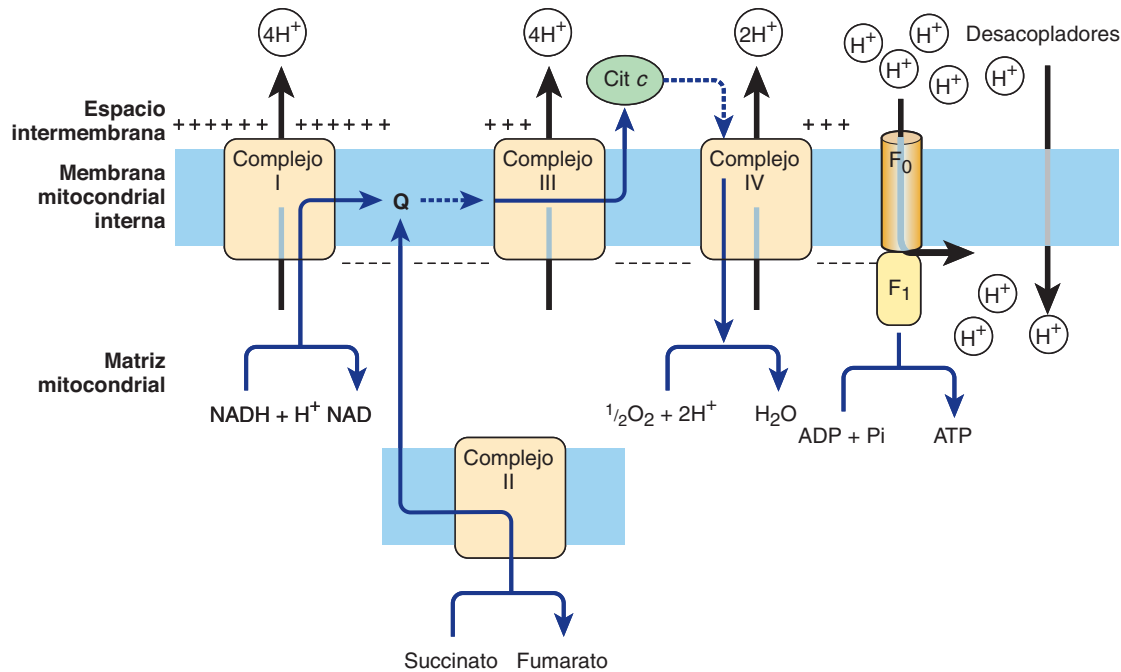 4H+
4H+
2H+
H+
H+
H+
H+
H+
Desacopladores
Cit c
Espacio
intermembrana
++++++ ++++++
+++
+++
Complejo
I
Complejo
III
Complejo
IV
F0
Membrana
mitocondrial
interna
Q
F1
H+
H+
H+
Matriz
mitocondrial
NADH + H+ NAD
1/2O2 + 2H+
H2O
ADP + Pi
ATP
Complejo
II
Succinato
Fumarato